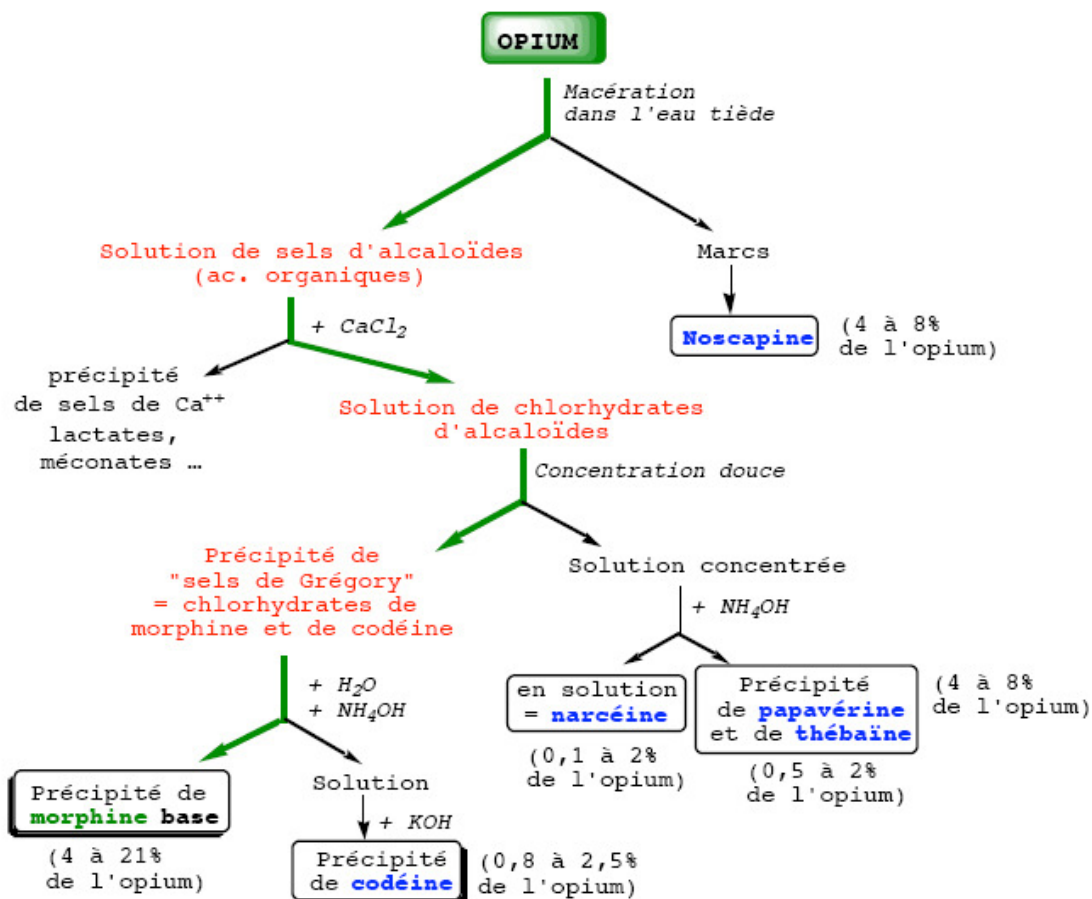 OPIUM
Macération
dans l'eau tiède
Solution de sels d'alcaloïdes
(ac. organiques)
Marcs
+ CaCl₂
Noscapine
(4 à 8%
de l'opium)
précipité
de sels de Ca⁺⁺
lactates,
méconates …
Solution de chlorhydrates
d'alcaloïdes
Concentration douce
Précipité de
"sels de Grégory"
= chlorhydrates de
morphine et de codéine
Solution concentrée
+ NH₄OH
+ H₂O
+ NH₄OH
en solution
= narcéine
(0,1 à 2%
de l'opium)
Précipité
de papavérine
et de thébaïne
(4 à 8%
de l'opium)
(0,5 à 2%
de l'opium)
Précipité de
morphine base
(4 à 21%
de l'opium)
Solution
+ KOH
Précipité
de codéine
(0,8 à 2,5%
de l'opium)